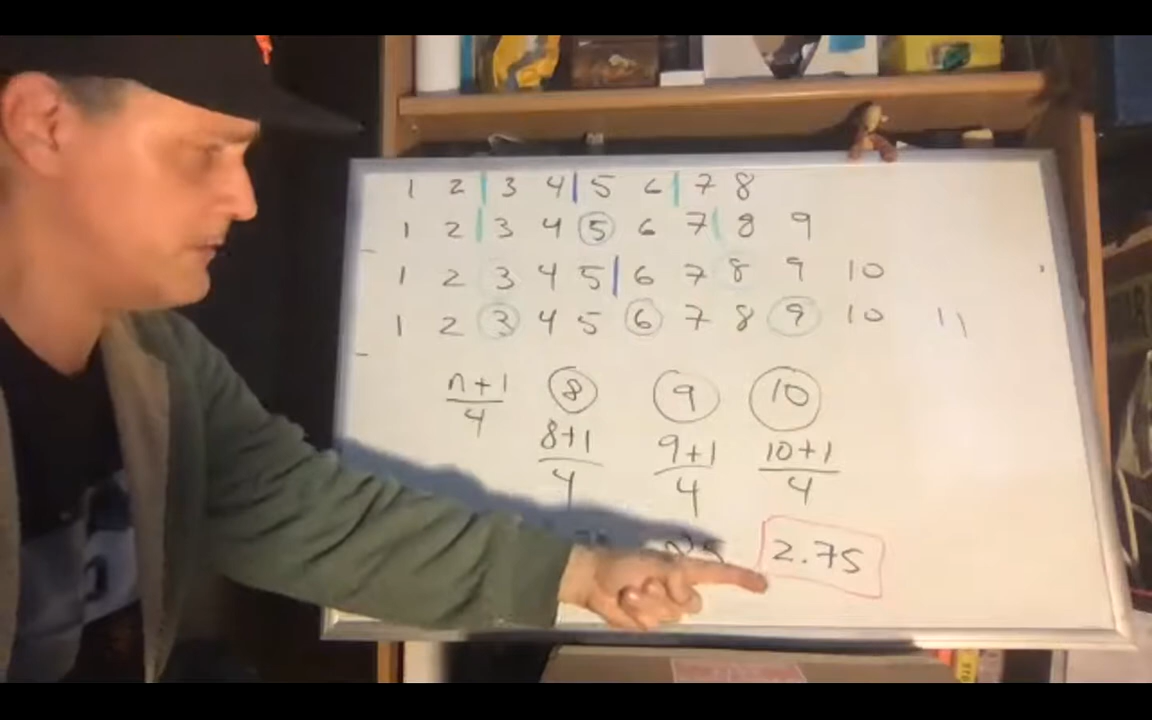 1 2 | 3 4 | 5 6 | 7 8
1 2 | 3 4 5 6 7 | 8 9
1 2 3 4 5 | 6 7 8 9 10
1 2 3 4 5 6 7 8 9 10 11
n+1 8 9 10
4
8+1 9+1 10+1
4 4 4
2.75